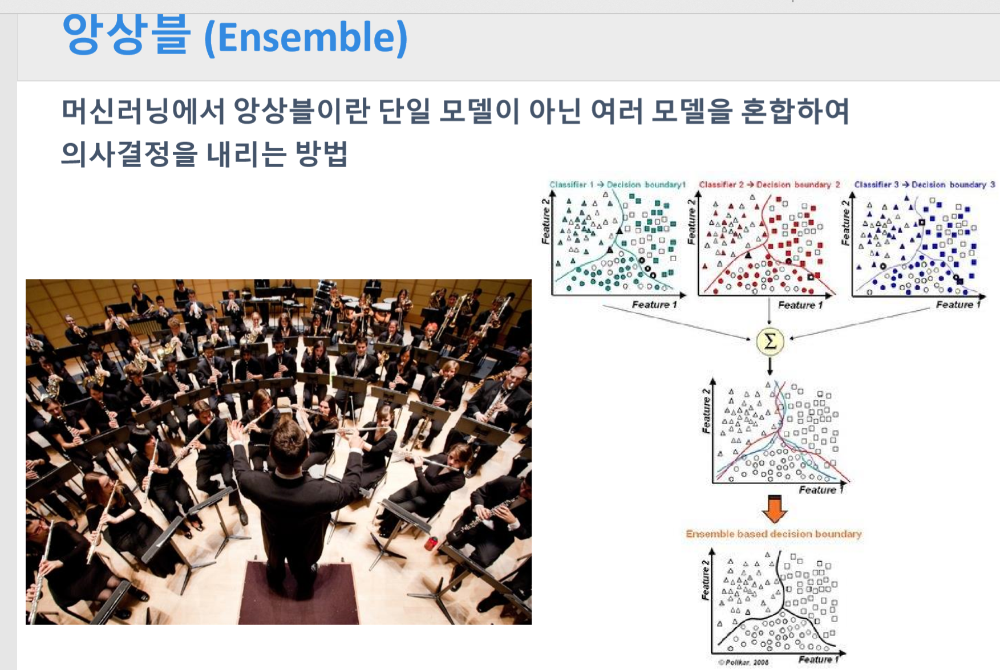 앙상블 (Ensemble)
머신러닝에서 앙상블이란 단일 모델이 아닌 여러 모델을 혼합하여
의사결정을 내리는 방법
Classifier 1 → Decision boundary1
Classifier 2 → Decision boundary 2
Classifier 3 → Decision boundary 3
Feature 2
Feature 2
Feature 2
Feature 1
Feature 1
Feature 1
Σ
Feature 2
Feature 1
Ensemble based decision boundary
Feature 2
Feature 1
© Polikar, 2008